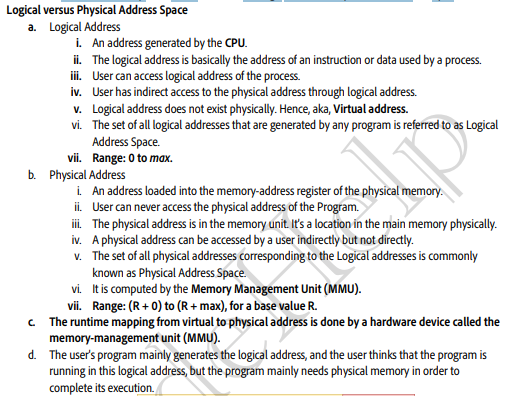 Logical versus Physical Address Space
a. Logical Address
i. An address generated by the CPU.
ii. The logical address is basically the address of an instruction or data used by a process.
iii. User can access logical address of the process.
iv. User has indirect access to the physical address through logical address.
v. Logical address does not exist physically. Hence, aka, Virtual address.
vi. The set of all logical addresses that are generated by any program is referred to as Logical
Address Space.
vii. Range: 0 to max.
b. Physical Address
i. An address loaded into the memory-address register of the physical memory.
ii. User can never access the physical address of the Program.
iii. The physical address is in the memory unit. It's a location in the main memory physically.
iv. A physical address can be accessed by a user indirectly but not directly.
v. The set of all physical addresses corresponding to the Logical addresses is commonly
known as Physical Address Space.
vi. It is computed by the Memory Management Unit (MMU).
vii. Range: (R + 0) to (R + max), for a base value R.
c. The runtime mapping from virtual to physical address is done by a hardware device called the
memory-management unit (MMU).
d. The user's program mainly generates the logical address, and the user thinks that the program is
running in this logical address, but the program mainly needs physical memory in order to
complete its execution.
deHelp